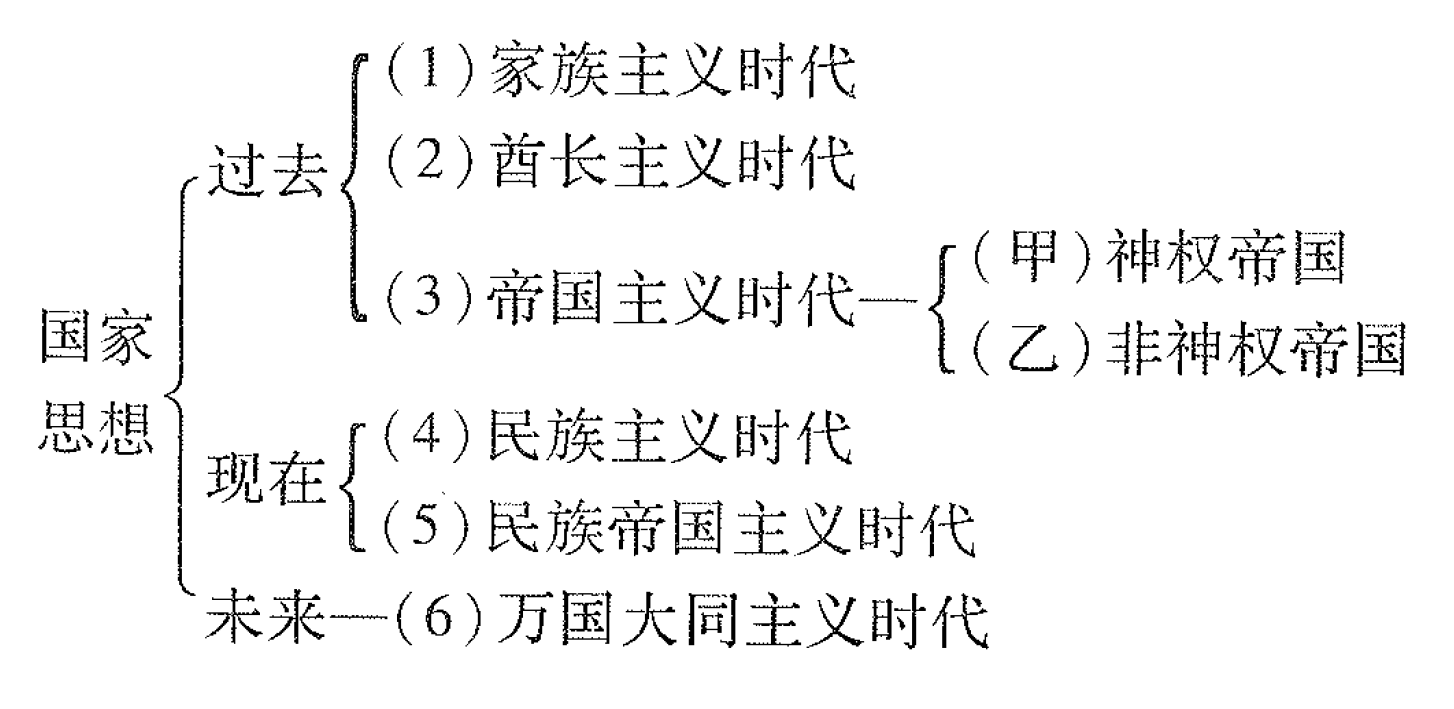 国家
思想
过去
(1)家族主义时代
(2)酋长主义时代
(3)帝国主义时代—
(甲)神权帝国
(乙)非神权帝国
现在
(4)民族主义时代
(5)民族帝国主义时代
未来—(6)万国大同主义时代